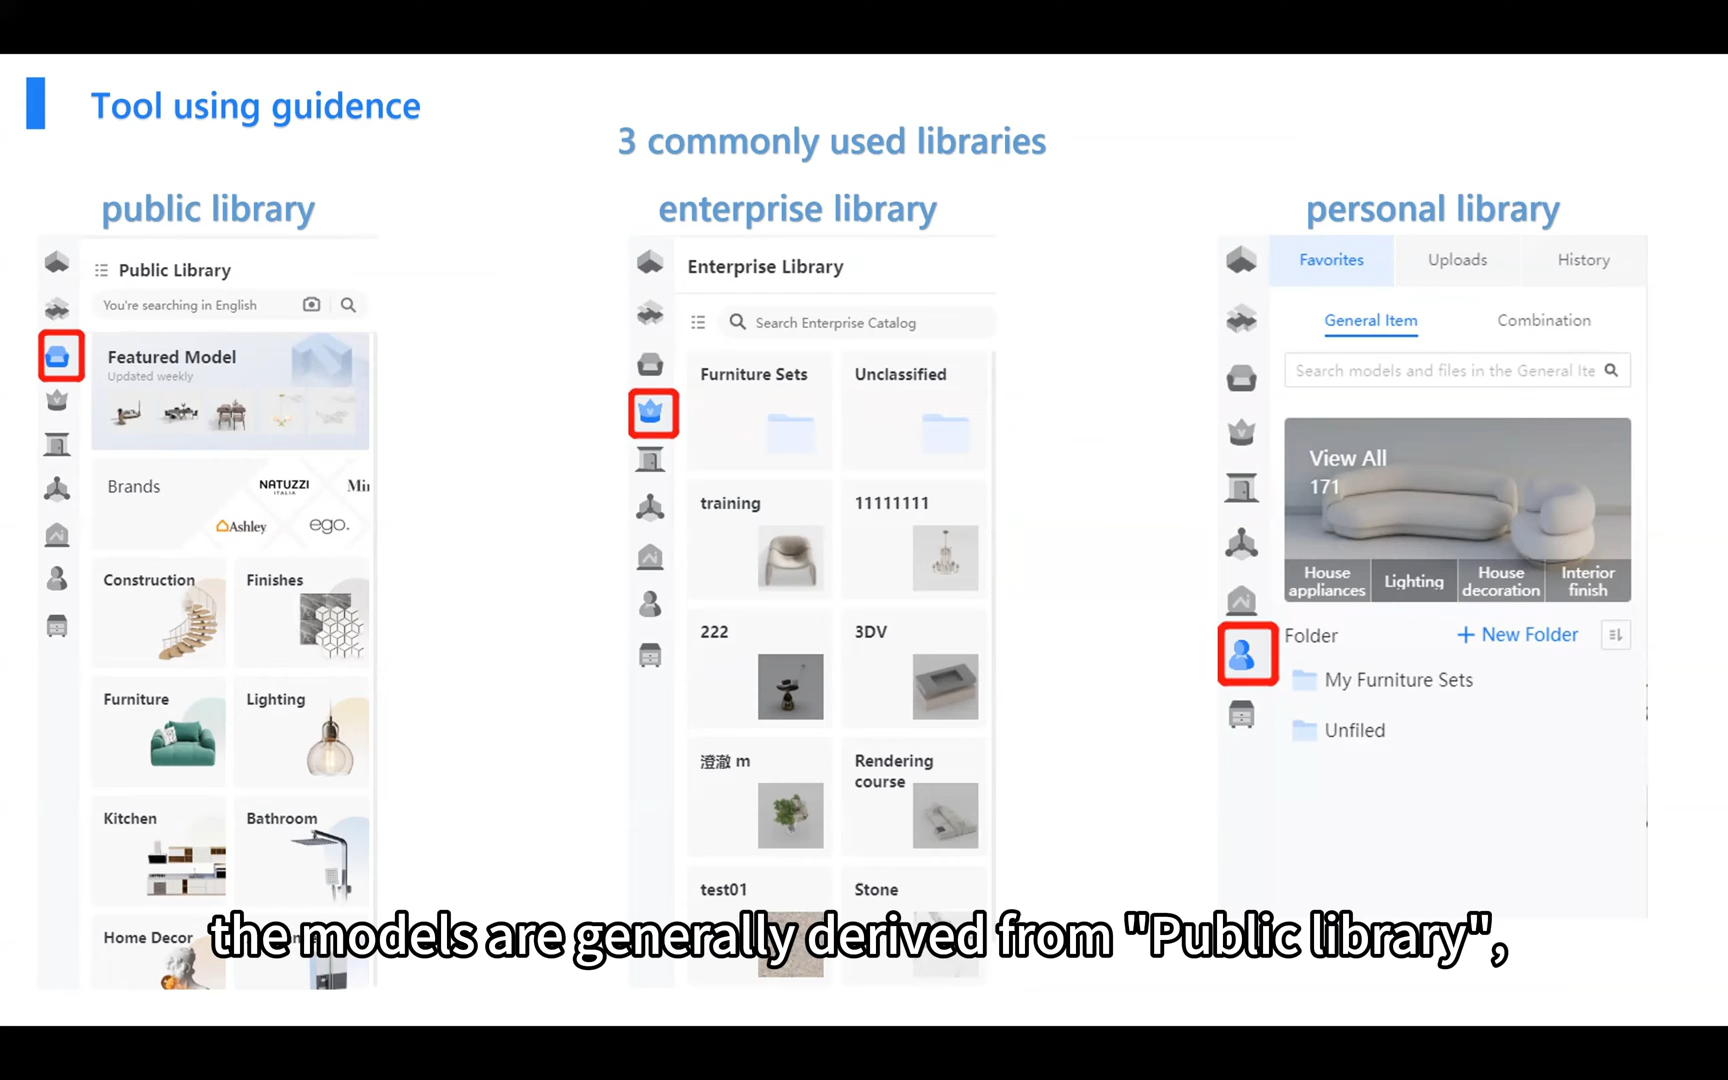 Tool using guidence
3 commonly used libraries
public library
Public Library
You're searching in English
Featured Model
Updated weekly
Brands
NATUZZI
ITALIA
Ashley
ego.
Construction
Finishes
Furniture
Lighting
Kitchen
Bathroom
Home Decor
enterprise library
Enterprise Library
Search Enterprise Catalog
Furniture Sets
Unclassified
training
11111111
222
3DV
澄澈 m
Rendering
course
test01
Stone
personal library
Favorites
Uploads
History
General Item
Combination
Search models and files in the General Ite
View All
171
House
appliances
Lighting
House
decoration
Interior
finish
Folder
+ New Folder
My Furniture Sets
Unfiled
the models are generally derived from "Public library",